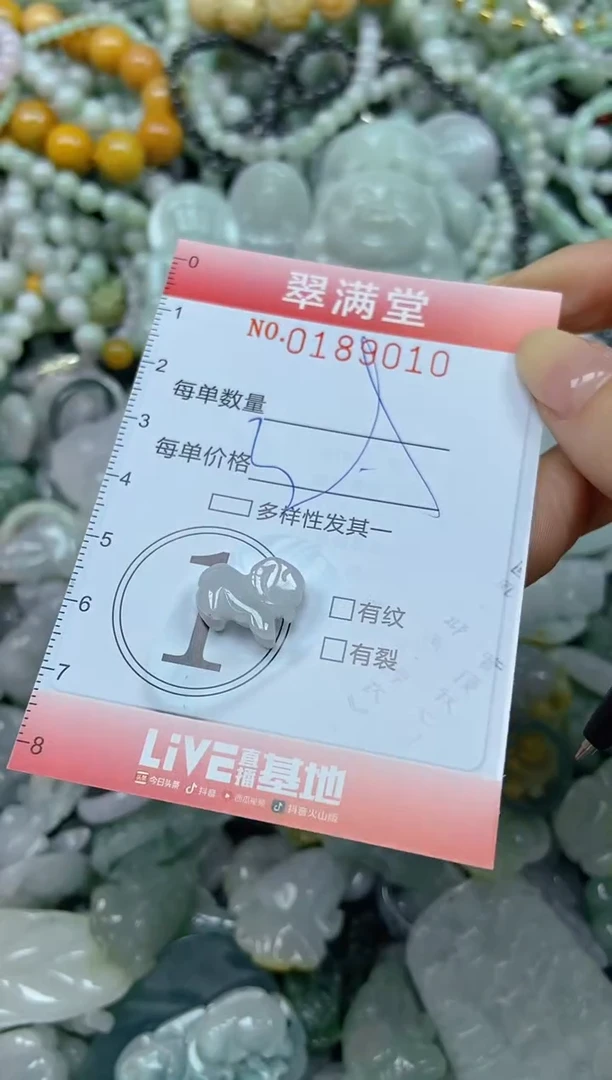 0
翠满堂
1
NO.0189010
2
每单数量
3
每单价格
4
多样性发其一
5
1
6
有纹
有裂
7
LIVE直播基地
8
今日头条 抖音 西瓜视频 抖音火山版